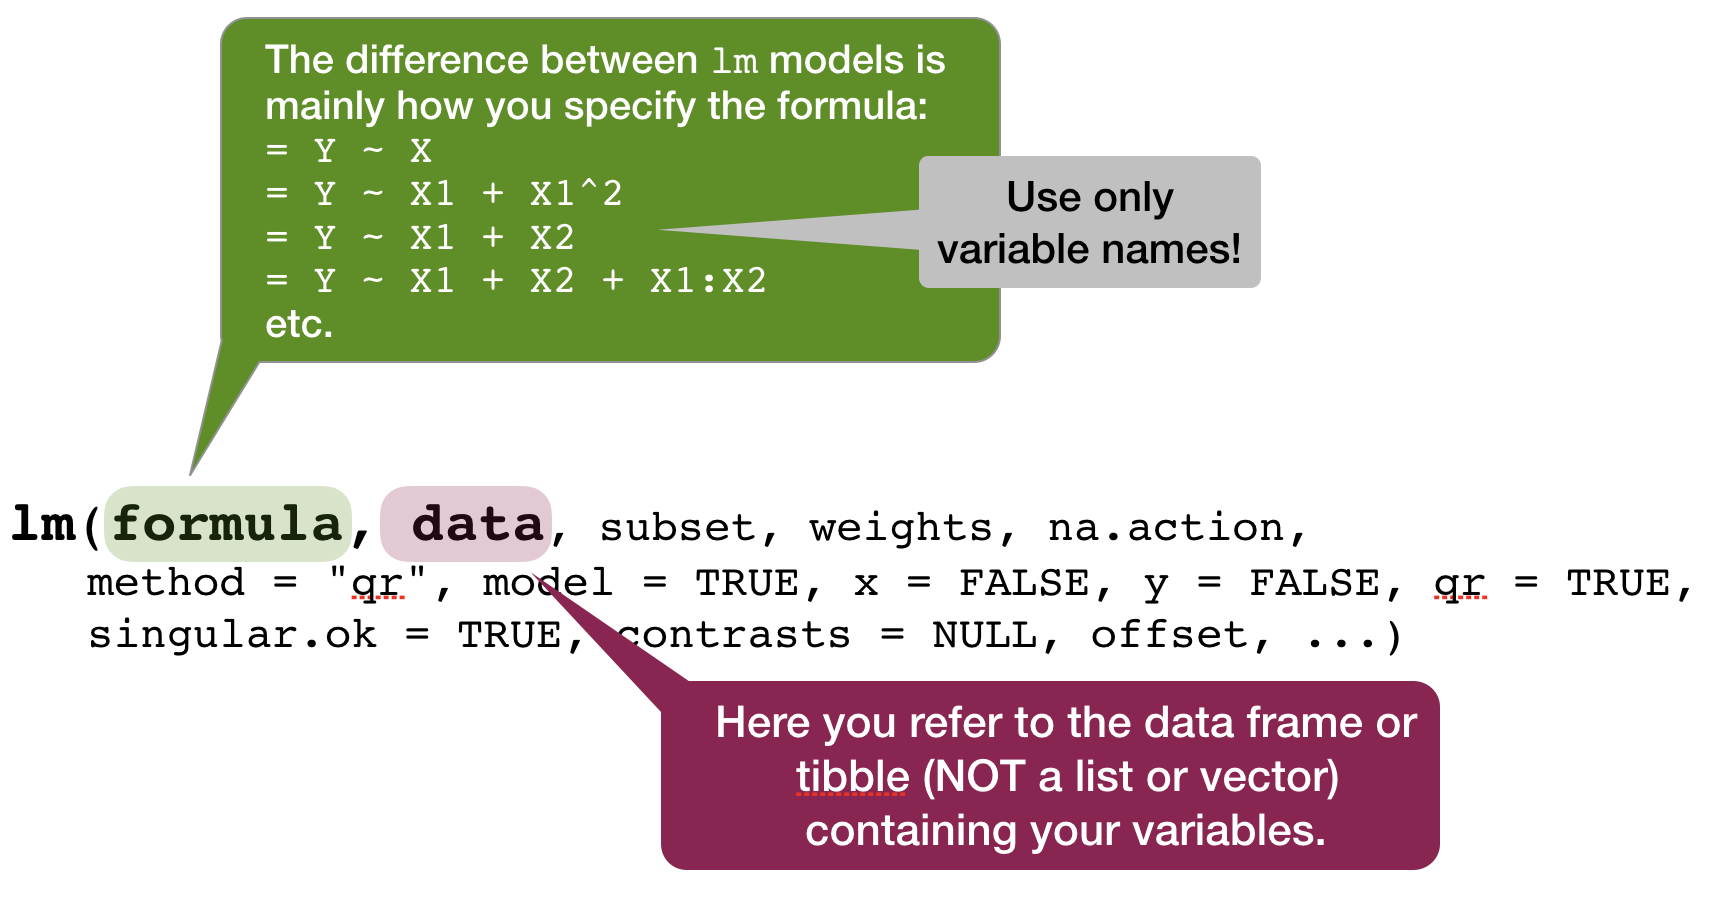 The difference between lm models is
mainly how you specify the formula:
= Y ~ X
= Y ~ X1 + X1^2
= Y ~ X1 + X2
= Y ~ X1 + X2 + X1:X2
etc.
Use only
variable names!
lm(formula, data, subset, weights, na.action,
method = "qr", model = TRUE, x = FALSE, y = FALSE, qr = TRUE,
singular.ok = TRUE, contrasts = NULL, offset, ...)
Here you refer to the data frame or
tibble (NOT a list or vector)
containing your variables.